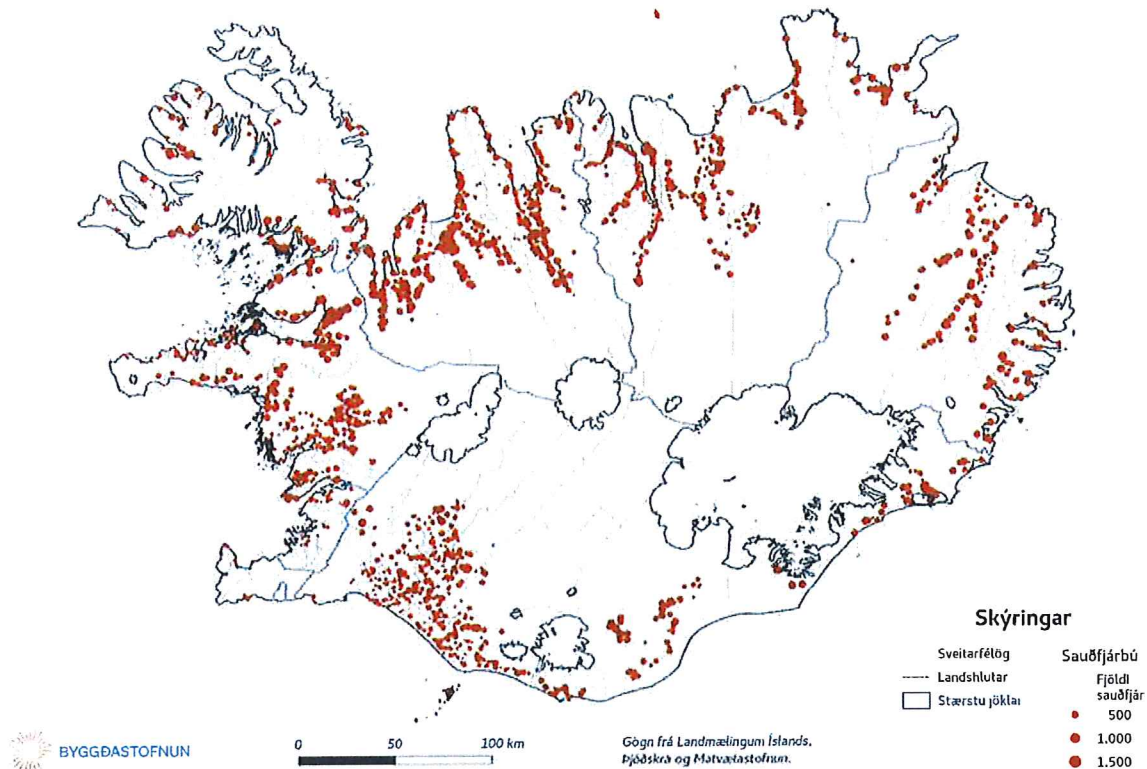 Skýringar
Sveitarfélög
Landshlutar
Stærstu jöklar
Sauðfjárbú
Fjöldi
sauðfjár
500
1.000
1.500
BYGGÐASTOFNUN
0 50 100 km
Gögn frá Landmælingum Íslands,
Þjóðskrá og Matvælastofnun.